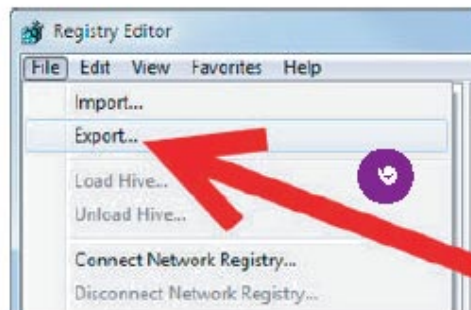 Registry Editor
File Edit View Favorites Help
Import...
Export...
Load Hive...
Unload Hive...
Connect Network Registry...
Disconnect Network Registry...